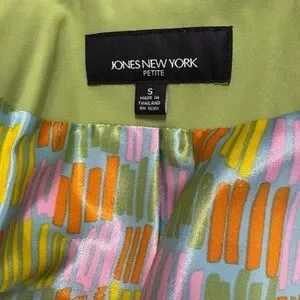 JONES NEW YORK
PETITE
S
MADE IN
THAILAND